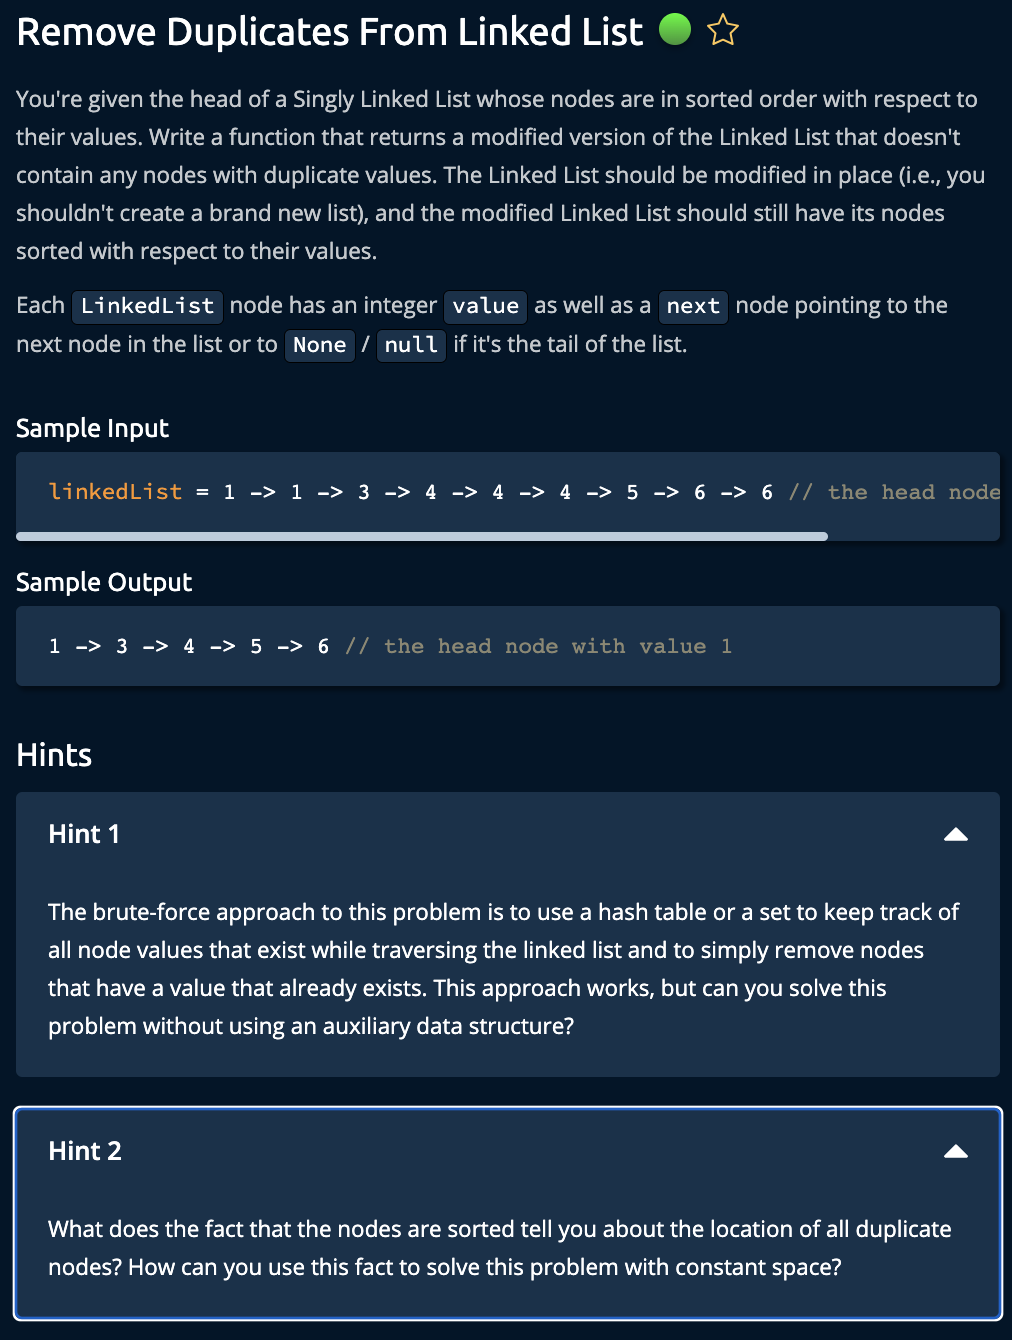 Remove Duplicates From Linked List
You're given the head of a Singly Linked List whose nodes are in sorted order with respect to
their values. Write a function that returns a modified version of the Linked List that doesn't
contain any nodes with duplicate values. The Linked List should be modified in place (i.e., you
shouldn't create a brand new list), and the modified Linked List should still have its nodes
sorted with respect to their values.
Each LinkedList node has an integer value as well as a next node pointing to the
next node in the list or to None / null if it's the tail of the list.
Sample Input
linkedList = 1 -> 1 -> 3 -> 4 -> 4 -> 4 -> 5 -> 6 -> 6 // the head node
Sample Output
1 -> 3 -> 4 -> 5 -> 6 // the head node with value 1
Hints
Hint 1
The brute-force approach to this problem is to use a hash table or a set to keep track of
all node values that exist while traversing the linked list and to simply remove nodes
that have a value that already exists. This approach works, but can you solve this
problem without using an auxiliary data structure?
Hint 2
What does the fact that the nodes are sorted tell you about the location of all duplicate
nodes? How can you use this fact to solve this problem with constant space?